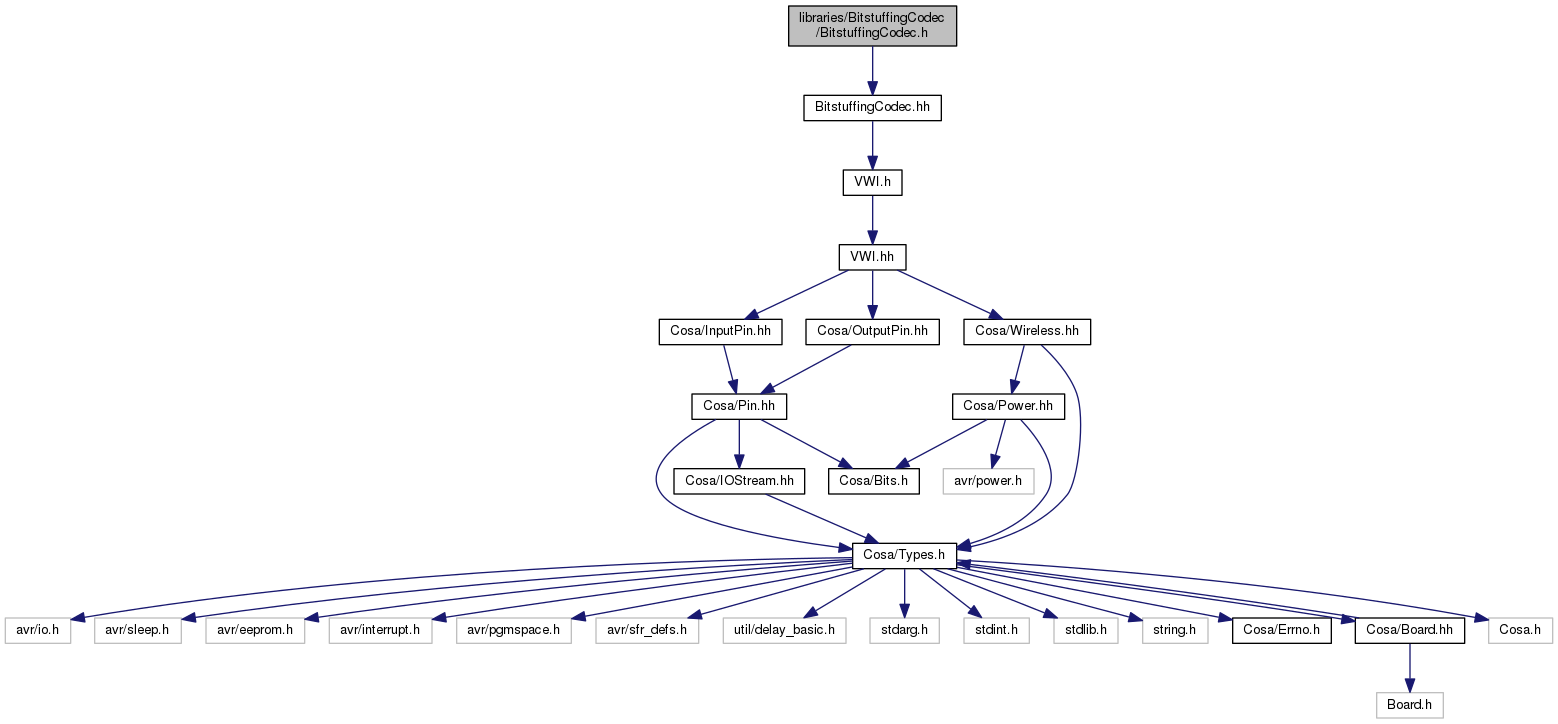 libraries/BitstuffingCodec
/BitstuffingCodec.h
BitstuffingCodec.hh
VWI.h
VWI.hh
Cosa/InputPin.hh
Cosa/OutputPin.hh
Cosa/Wireless.hh
Cosa/Pin.hh
Cosa/Power.hh
Cosa/IOStream.hh
Cosa/Bits.h
avr/power.h
Cosa/Types.h
avr/io.h
avr/sleep.h
avr/eeprom.h
avr/interrupt.h
avr/pgmspace.h
avr/sfr_defs.h
util/delay_basic.h
stdarg.h
stdint.h
stdlib.h
string.h
Cosa/Errno.h
Cosa/Board.hh
Cosa.h
Board.h